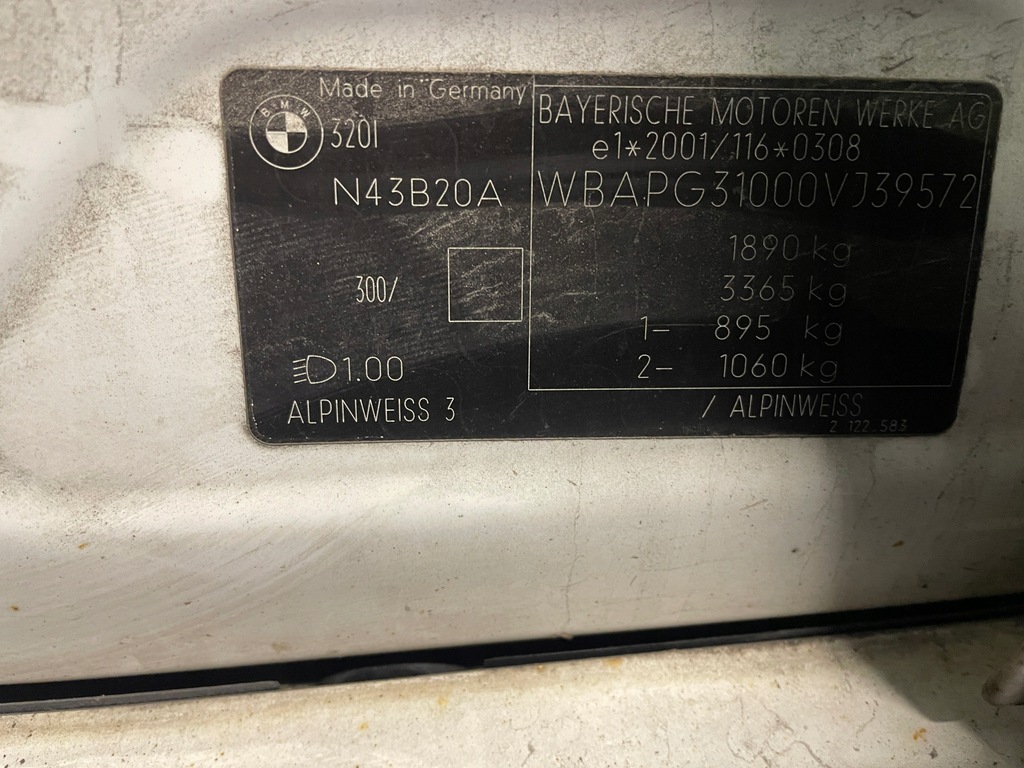 Made in Germany
BMW
320I
N43B20A
300/
1.00
ALPINWEISS 3
BAYERISCHE MOTOREN WERKE AG
e1*2001/116*0308
WBAPG31000VJ39572
1890 kg
3365 kg
1- 895 kg
2- 1060 kg
/ ALPINWEISS
2 122 583